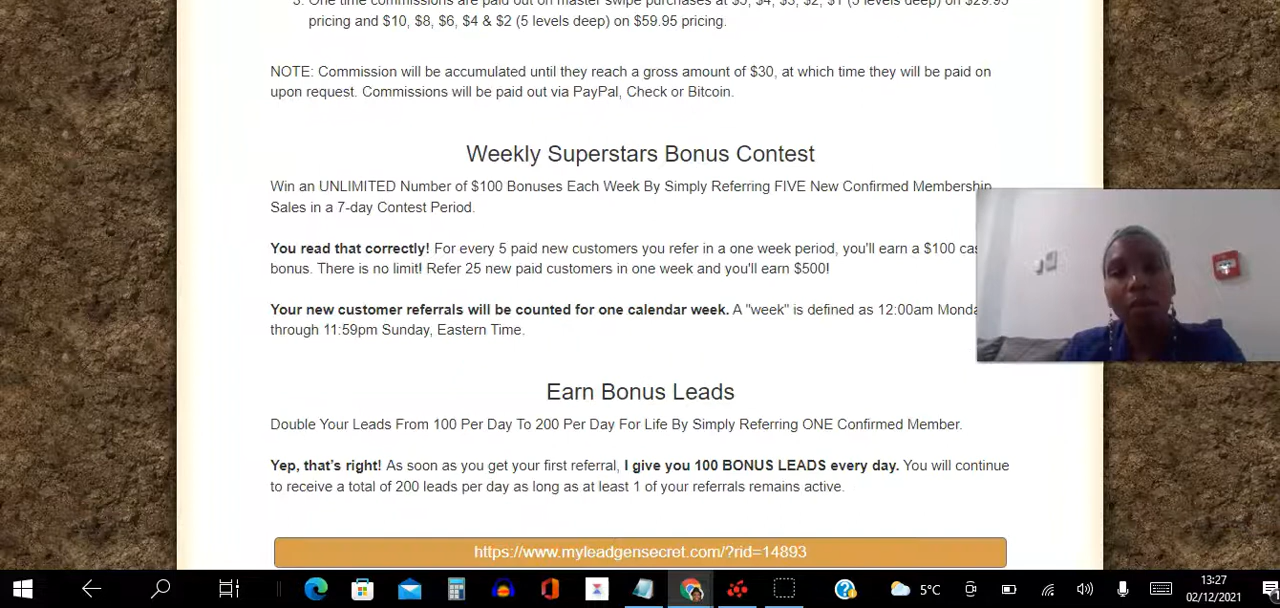 3. One time commissions are paid out on master swipe purchases at $5, $4, $3, $2, $1 (5 levels deep) on $29.95
pricing and $10, $8, $6, $4 & $2 (5 levels deep) on $59.95 pricing.
NOTE: Commission will be accumulated until they reach a gross amount of $30, at which time they will be paid on
upon request. Commissions will be paid out via PayPal, Check or Bitcoin.
Weekly Superstars Bonus Contest
Win an UNLIMITED Number of $100 Bonuses Each Week By Simply Referring FIVE New Confirmed Membership
Sales in a 7-day Contest Period.
You read that correctly! For every 5 paid new customers you refer in a one week period, you'll earn a $100 cas
bonus. There is no limit! Refer 25 new paid customers in one week and you'll earn $500!
Your new customer referrals will be counted for one calendar week. A "week" is defined as 12:00am Monda
through 11:59pm Sunday, Eastern Time.
Earn Bonus Leads
Double Your Leads From 100 Per Day To 200 Per Day For Life By Simply Referring ONE Confirmed Member.
Yep, that's right! As soon as you get your first referral, I give you 100 BONUS LEADS every day. You will continue
to receive a total of 200 leads per day as long as at least 1 of your referrals remains active.
https://www.myleadgensecret.com/?rid=14893
5°C
13:27
02/12/2021